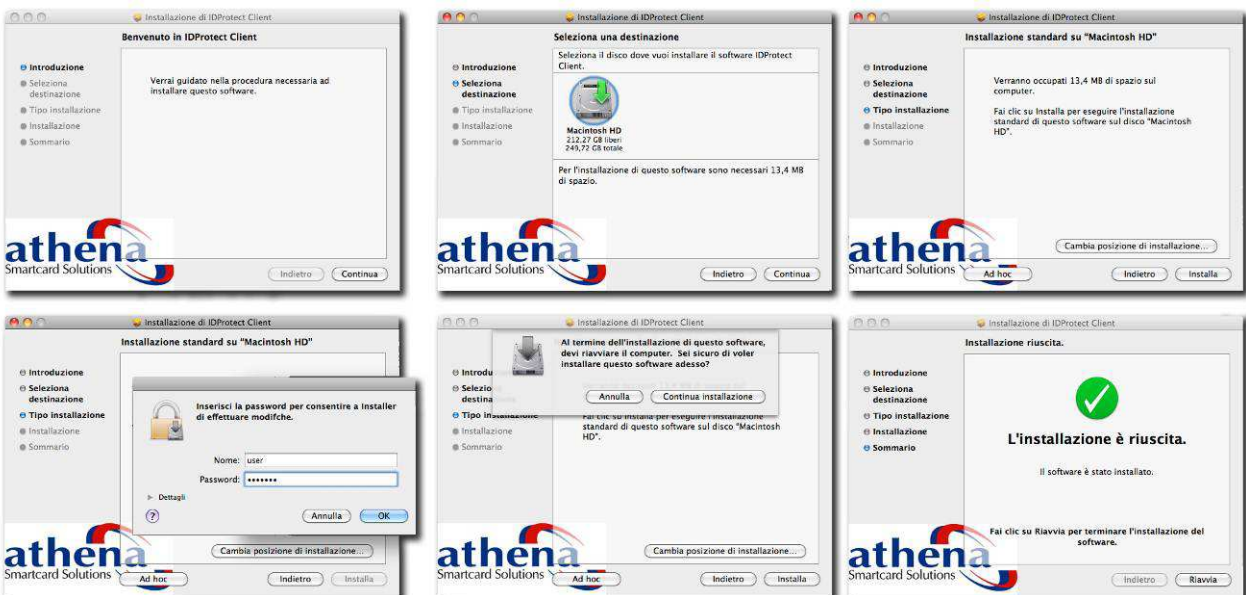 Installazione di IDProtect Client
Benvenuto in IDProtect Client
Introduzione
Seleziona
destinazione
Tipo installazione
Installazione
Sommario
Verrai guidato nella procedura necessaria ad
installare questo software.
athena
Smartcard Solutions
Indietro
Continua
Installazione di IDProtect Client
Seleziona una destinazione
Introduzione
Seleziona
destinazione
Tipo installazione
Installazione
Sommario
Seleziona il disco dove vuoi installare il software IDProtect
Client.
Macintosh HD
212,27 GB liberi
249,72 GB totale
Per l'installazione di questo software sono necessari 13,4 MB
di spazio.
athena
Smartcard Solutions
Indietro
Continua
Installazione di IDProtect Client
Installazione standard su "Macintosh HD"
Introduzione
Seleziona
destinazione
Tipo installazione
Installazione
Sommario
Verranno occupati 13,4 MB di spazio sul
computer.
Fai clic su Installa per eseguire l'installazione
standard di questo software sul disco "Macintosh
HD".
Cambia posizione di installazione...
athena
Smartcard Solutions
Ad hoc
Indietro
Installa
Installazione di IDProtect Client
Installazione standard su "Macintosh HD"
Introduzione
Seleziona
destinazione
Tipo installazione
Installazione
Sommario
Inserisci la password per consentire a Installer
di effettuare modifche.
Nome: user
Password: •••••••
Dettagli
?
Annulla
OK
Cambia posizione di installazione...
athena
Smartcard Solutions
Ad hoc
Indietro
Installa
Installazione di IDProtect Client
Al termine dell'installazione di questo software,
devi riavviare il computer. Sei sicuro di voler
installare questo software adesso?
Annulla
Continua installazione
Tipo installazione
Installazione
Sommario
Fai clic su Installa per eseguire l'installazione
standard di questo software sul disco "Macintosh
HD".
Cambia posizione di installazione...
athena
Smartcard Solutions
Ad hoc
Indietro
Installa
Installazione di IDProtect Client
Installazione riuscita.
Introduzione
Seleziona
destinazione
Tipo installazione
Installazione
Sommario
L'installazione è riuscita.
Il software è stato installato.
Fai clic su Riavvia per terminare l'installazione del
software.
athena
Smartcard Solutions
Indietro
Riavvia